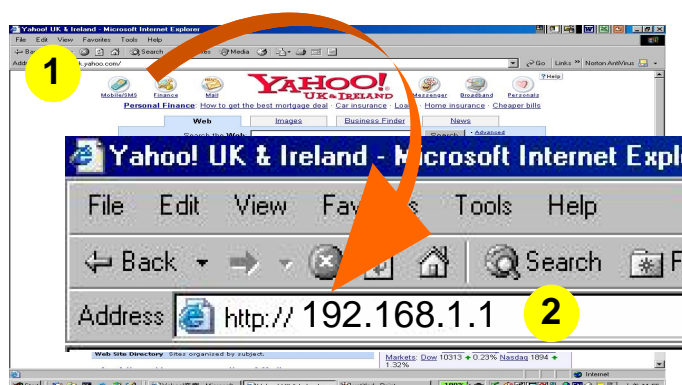 Yahoo! UK & Ireland - Microsoft Internet Explorer
File Edit View Favorites Tools Help
Search Media
yahoo.com/ Go Links » Norton AntiVirus
1
Mobile/SMS Finance Mail YAHOO! UK & IRELAND Messenger Broadband Personals Help
Personal Finance: How to get the best mortgage deal · Car insurance · Home insurance · Cheaper bills
Web Images Business Finder News
Search the Web Search · Advanced
Yahoo! UK & Ireland - Microsoft Internet Expl
File Edit View Tools Help
Back Search F
Address http:// 192.168.1.1 2
Web Site Directory Sites organised by subject. Markets: Dow 10313 + 0.23% Nasdaq 1894 +
1.32%
Internet
100%